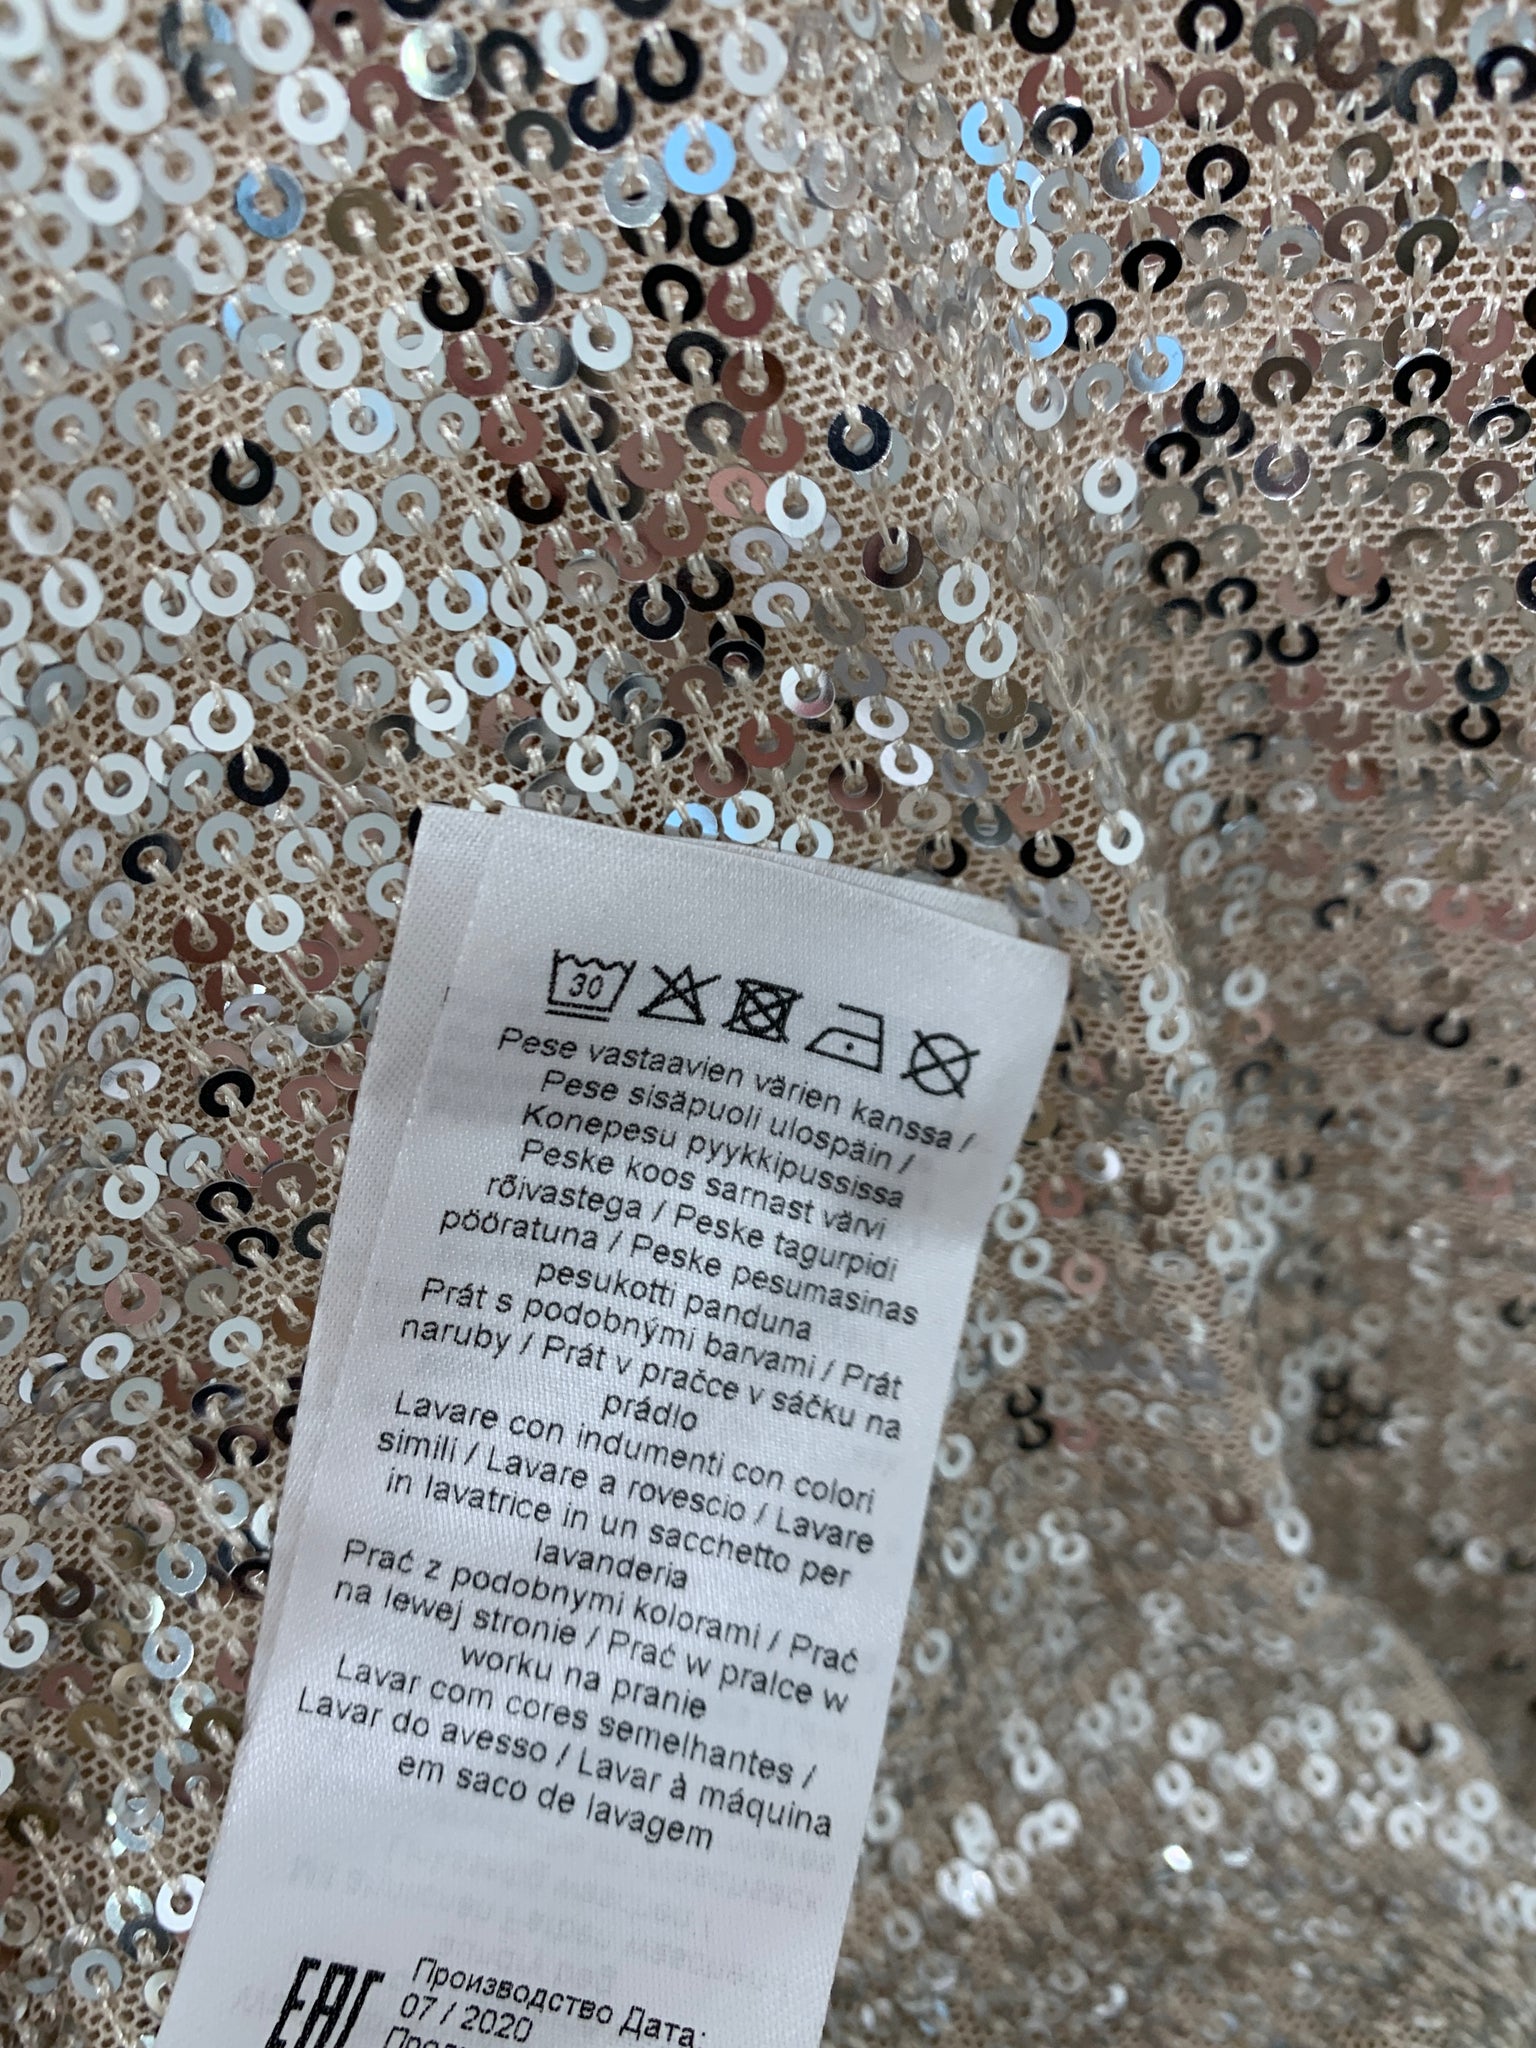 30
Pese vastaavien värien kanssa /
Pese sisäpuoli ulospäin /
Konepesu pyykkipussissa
Peske koos sarnast värvi
rõivastega / Peske tagurpidi
pööratuna / Peske pesumasinas
pesukotti panduna
Prát s podobnými barvami / Prát
naruby / Prát v pračce v sáčku na
prádlo
Lavare con indumenti con colori
simili / Lavare a rovescio / Lavare
in lavatrice in un sacchetto per
lavanderia
Prać z podobnymi kolorami / Prać
na lewej stronie / Prać w pralce w
worku na pranie
Lavar com cores semelhantes /
Lavar do avesso / Lavar à máquina
em saco de lavagem
EAC Производство Дата:
07 / 2020